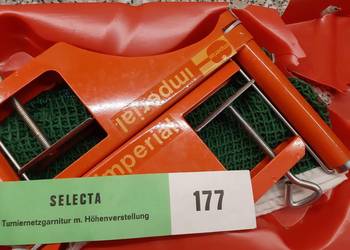 imperial
imperial
SELECTA
177
Turniernetzgarnitur m. Höhenverstellung